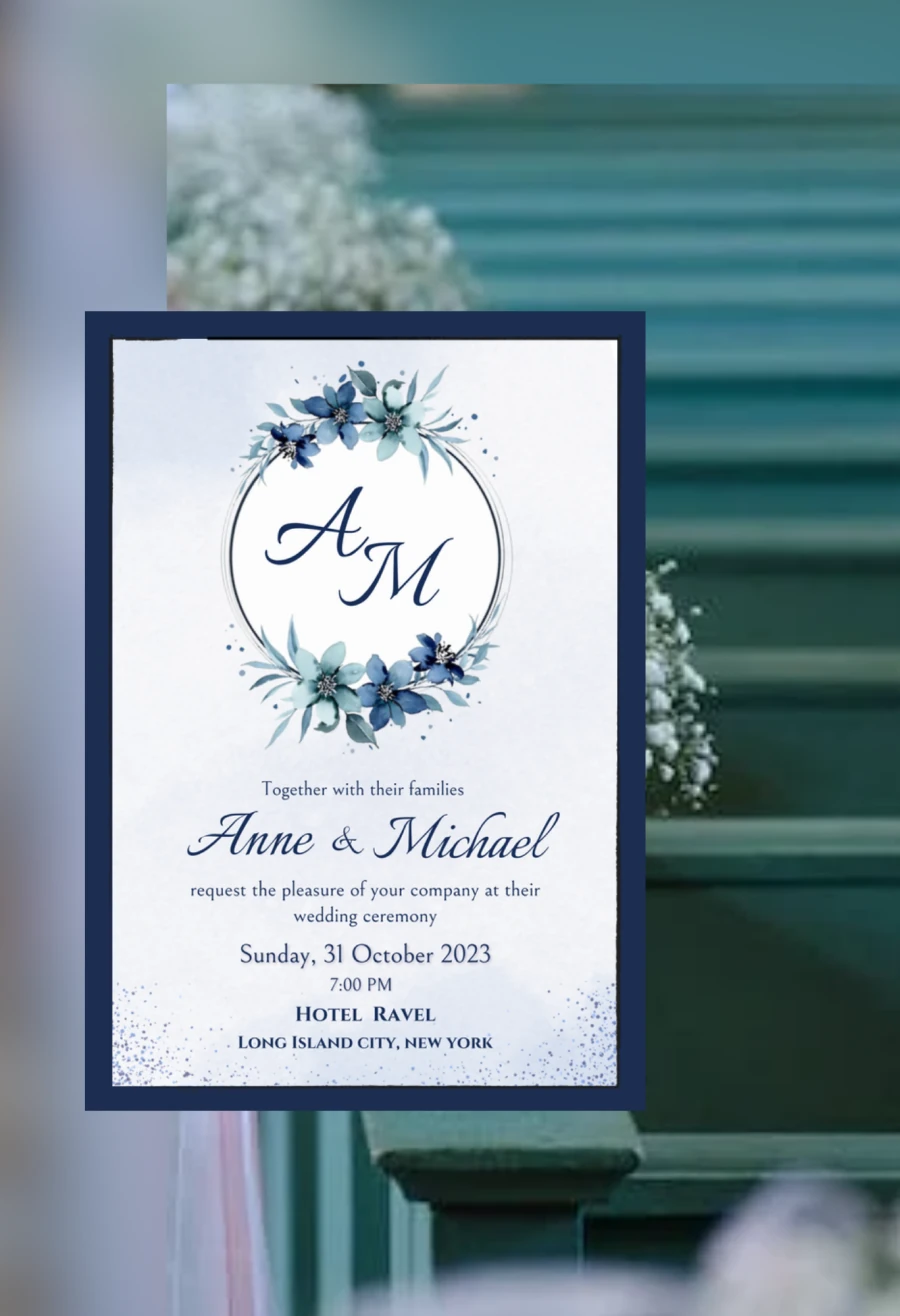 A
M
Together with their families
Anne & Michael
request the pleasure of your company at their
wedding ceremony
Sunday, 31 October 2023
7:00 PM
Hotel Ravel
Long Island city, new york